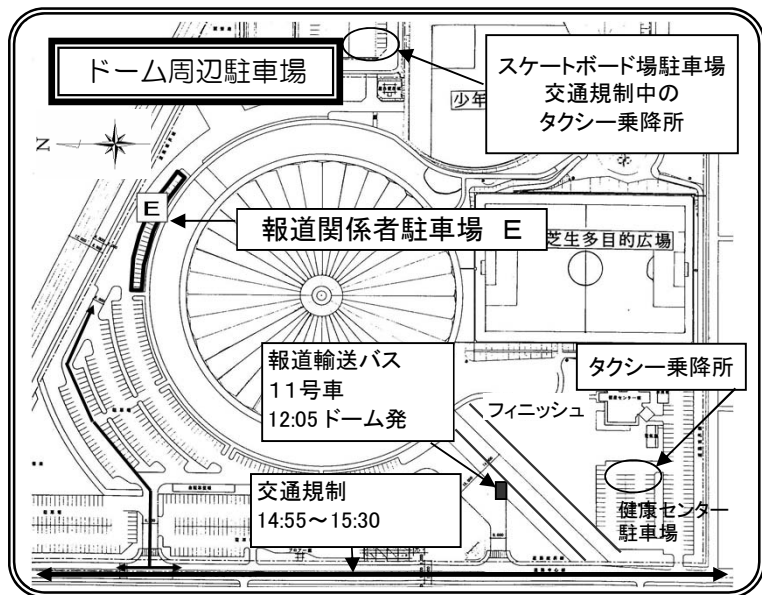 ドーム周辺駐車場
スケートボード場駐車場
交通規制中の
タクシー乗降所
少年
N
E
報道関係者駐車場 E
芝生多目的広場
報道輸送バス
11号車
12:05 ドーム発
タクシー乗降所
フィニッシュ
交通規制
14:55～15:30
健康センター
駐車場